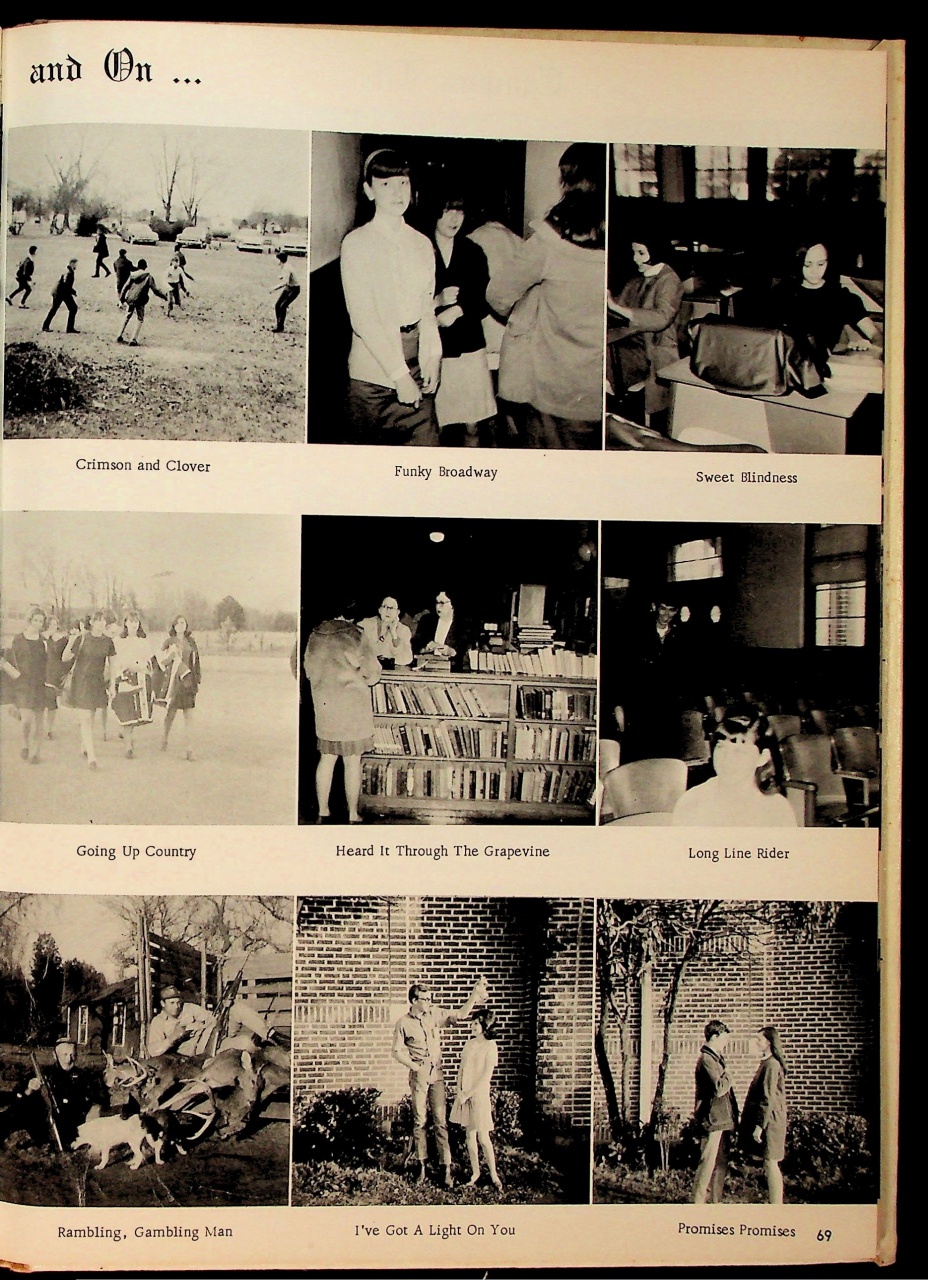 and On ...
Crimson and Clover
Funky Broadway
Sweet Blindness
Going Up Country
Heard It Through The Grapevine
Long Line Rider
Rambling, Gambling Man
I've Got A Light On You
Promises Promises
69